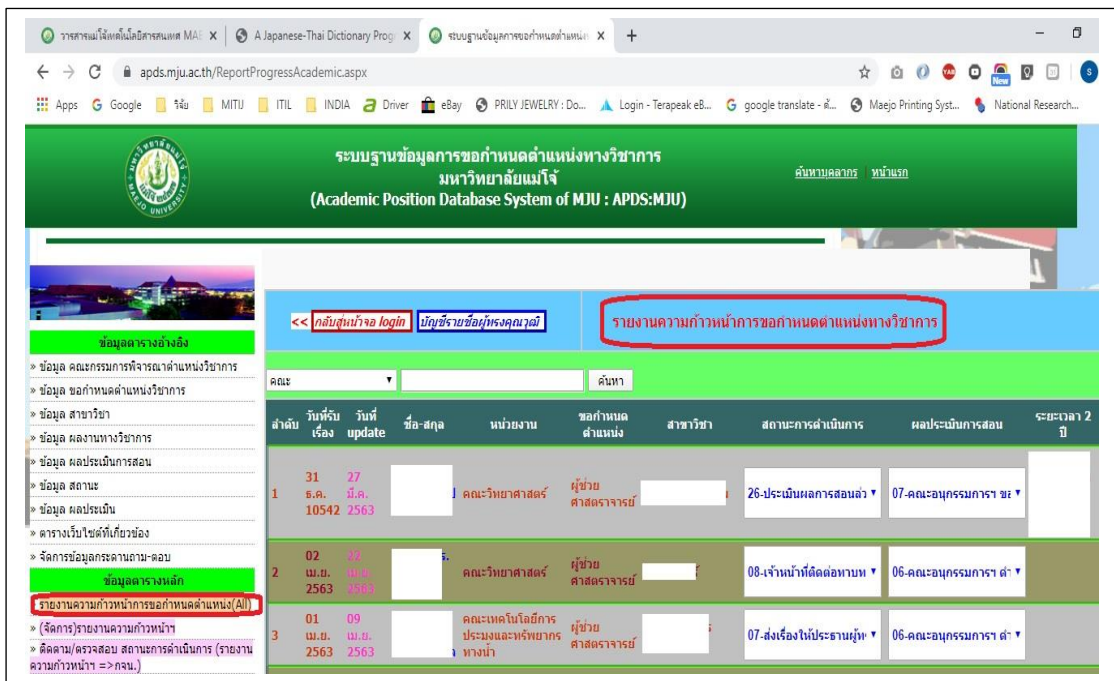 วารสารแม่โจ้เทคโนโลยีสารสนเทศ MAE
A Japanese-Thai Dictionary Prog
ระบบฐานข้อมูลการขอกำหนดตำแหน่ง
apds.mju.ac.th/ReportProgressAcademic.aspx
Apps Google วิจัย MITU ITIL INDIA Driver eBay PRILY JEWELRY : Do... Login - Terapeak eB... google translate - ค้... Maejo Printing Syst... National Research...
ระบบฐานข้อมูลการขอกำหนดตำแหน่งทางวิชาการ
มหาวิทยาลัยแม่โจ้
(Academic Position Database System of MJU : APDS:MJU)
ค้นหาบุคลากร | หน้าแรก
<< กลับสู่หน้าจอ login บัญชีรายชื่อผู้ทรงคุณวุฒิ
รายงานความก้าวหน้าการขอกำหนดตำแหน่งทางวิชาการ
ข้อมูลตารางอ้างอิง
» ข้อมูล คณะกรรมการพิจารณาตำแหน่งวิชาการ
» ข้อมูล ขอกำหนดตำแหน่งวิชาการ
» ข้อมูล สาขาวิชา
» ข้อมูล ผลงานทางวิชาการ
» ข้อมูล ผลประเมินการสอน
» ข้อมูล สถานะ
» ข้อมูล ผลประเมิน
» ตารางเว็บไซต์ที่เกี่ยวข้อง
» จัดการข้อมูลกระดานถาม-ตอบ
ข้อมูลตารางหลัก
รายงานความก้าวหน้าการขอกำหนดตำแหน่ง(All)
» (จัดการ)รายงานความก้าวหน้าฯ
» ติดตาม/ตรวจสอบ สถานะการดำเนินการ (รายงาน
ความก้าวหน้าฯ =>กจน.)
คณะ ค้นหา
ลำดับ วันที่รับเรื่อง วันที่ update ชื่อ-สกุล หน่วยงาน ขอกำหนดตำแหน่ง สาขาวิชา สถานะการดำเนินการ ผลประเมินการสอน ระยะเวลา 2 ปี
1 31 ธ.ค. 10542 27 มี.ค. 2563 คณะวิทยาศาสตร์ ผู้ช่วยศาสตราจารย์ 26-ประเมินผลการสอนล่ว 07-คณะอนุกรรมการฯ ขะ
2 02 เม.ย. 2563 22 เม.ย. 2563 คณะวิทยาศาสตร์ ผู้ช่วยศาสตราจารย์ 08-เจ้าหน้าที่ติดต่อทาบท 06-คณะอนุกรรมการฯ ดำ
3 01 เม.ย. 2563 09 เม.ย. 2563 คณะเทคโนโลยีการประมงและทรัพยากรทางน้ำ ผู้ช่วยศาสตราจารย์ 07-ส่งเรื่องให้ประธานผู้ท 06-คณะอนุกรรมการฯ ดำ